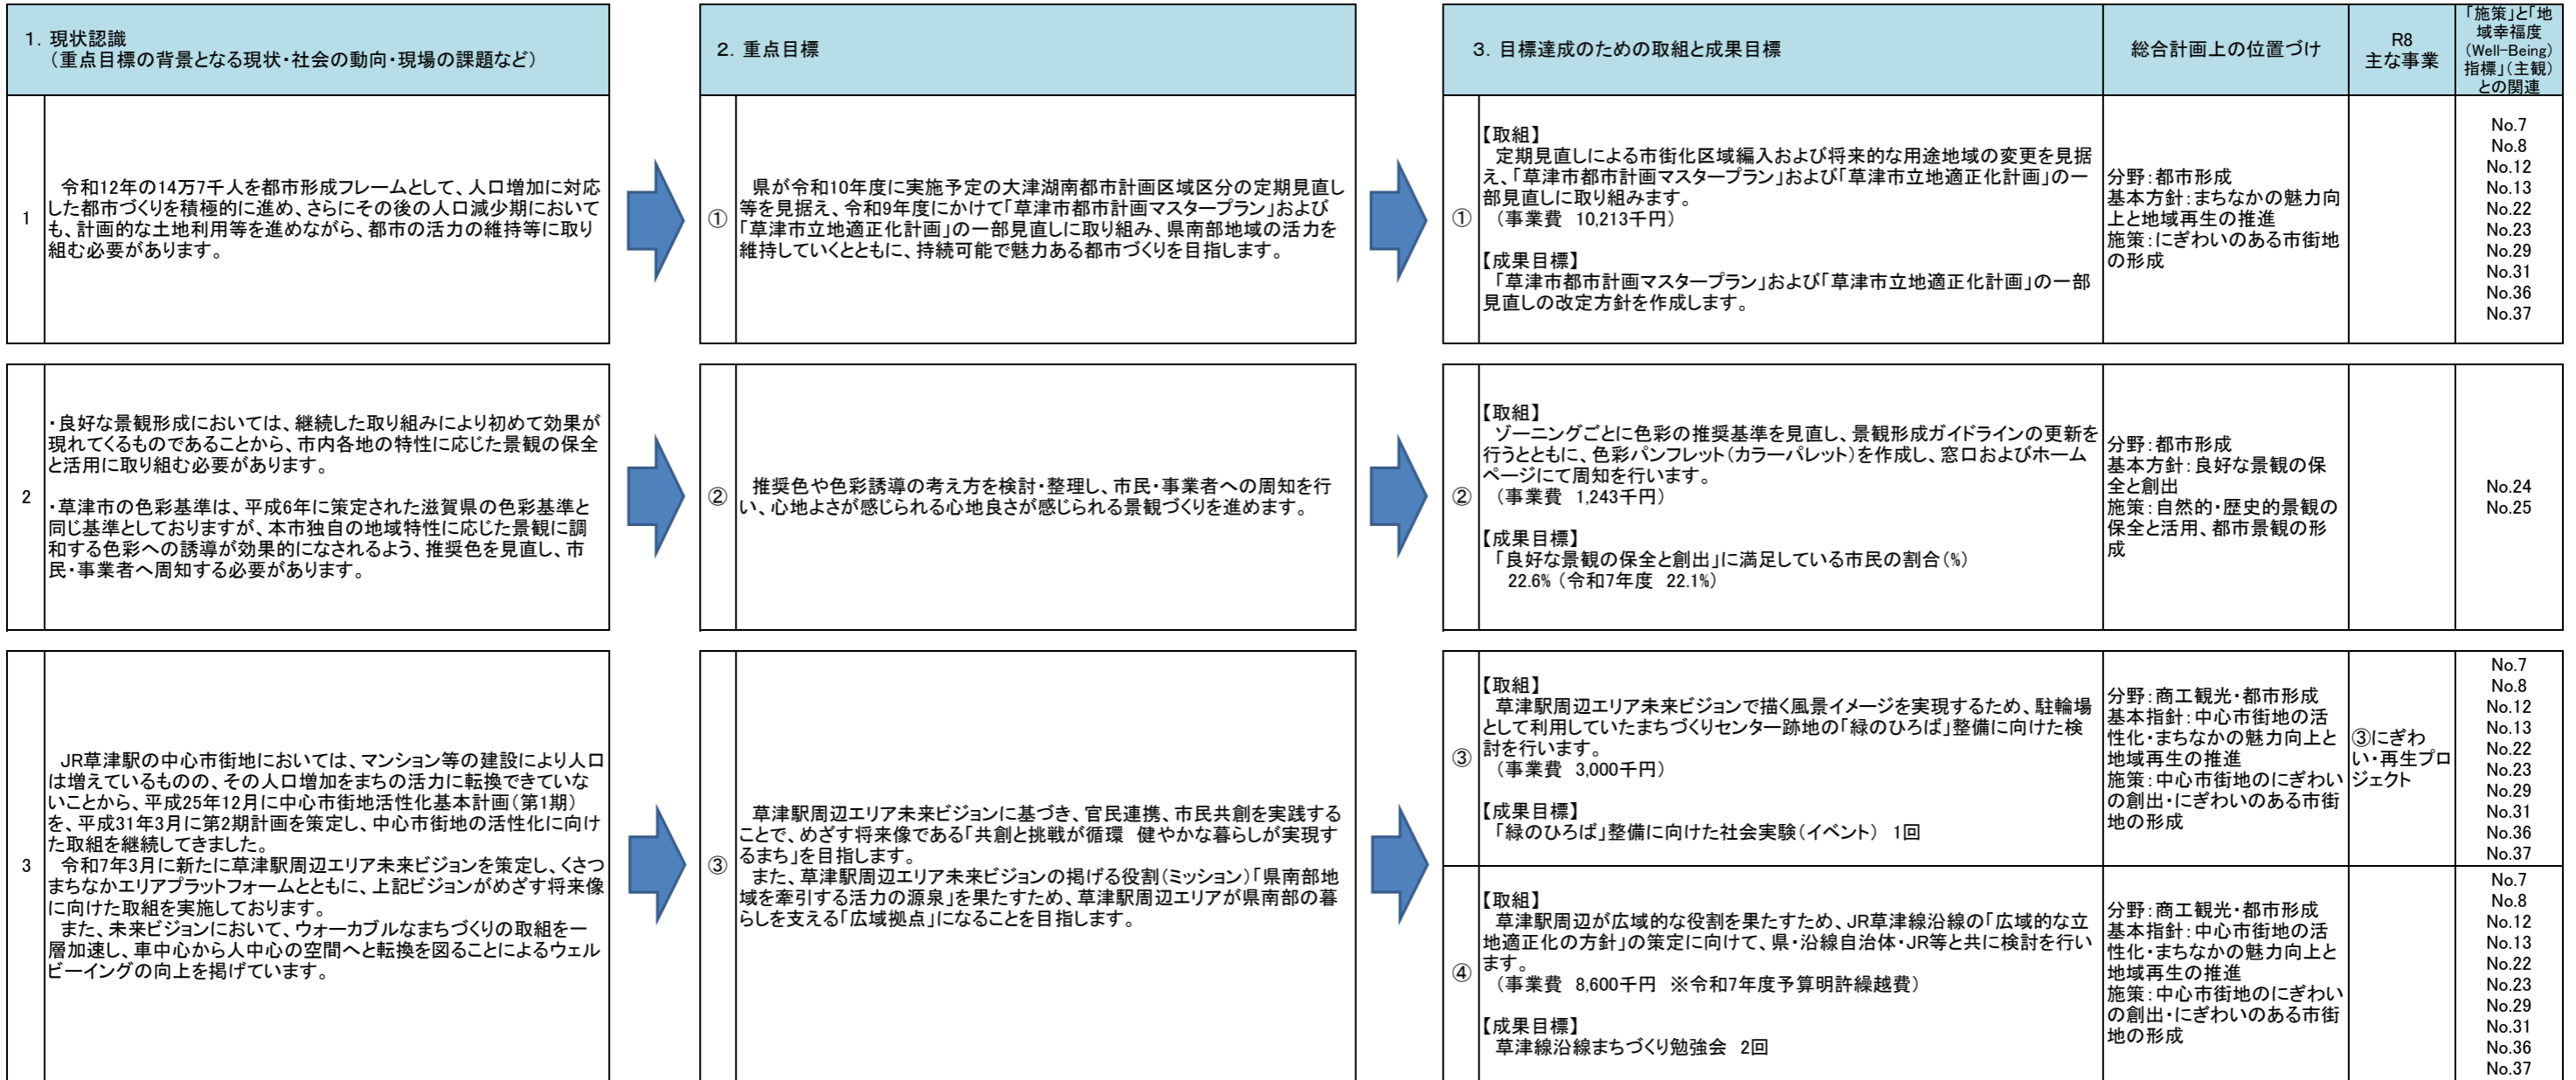 1．現状認識
（重点目標の背景となる現状・社会の動向・現場の課題など）
2．重点目標
3．目標達成のための取組と成果目標
総合計画上の位置づけ
R8
主な事業
「施策」と「地
域幸福度
（Well-Being）
指標」（主観）
との関連
1
令和12年の14万7千人を都市形成フレームとして、人口増加に対応
した都市づくりを積極的に進め、さらにその後の人口減少期において
も、計画的な土地利用等を進めながら、都市の活力の維持等に取り
組む必要があります。
①
県が令和10年度に実施予定の大津湖南都市計画区域区分の定期見直し
等を見据え、令和9年度にかけて「草津市都市計画マスタープラン」および
「草津市立地適正化計画」の一部見直しに取り組み、県南部地域の活力を
維持していくとともに、持続可能で魅力ある都市づくりを目指します。
①
【取組】
定期見直しによる市街化区域編入および将来的な用途地域の変更を見据
え、「草津市都市計画マスタープラン」および「草津市立地適正化計画」の一
部見直しに取り組みます。
（事業費　10,213千円）
【成果目標】
「草津市都市計画マスタープラン」および「草津市立地適正化計画」の一部
見直しの改定方針を作成します。
分野：都市形成
基本方針：まちなかの魅力向
上と地域再生の推進
施策：にぎわいのある市街地
の形成
No.7
No.8
No.12
No.13
No.22
No.23
No.29
No.31
No.36
No.37
2
・良好な景観形成においては、継続した取り組みにより初めて効果が
現れてくるものであることから、市内各地の特性に応じた景観の保全
と活用に取り組む必要があります。
・草津市の色彩基準は、平成6年に策定された滋賀県の色彩基準と
同じ基準としておりますが、本市独自の地域特性に応じた景観に調
和する色彩への誘導が効果的になされるよう、推奨色を見直し、市
民・事業者へ周知する必要があります。
②
推奨色や色彩誘導の考え方を検討・整理し、市民・事業者への周知を行
い、心地よさが感じられる心地良さが感じられる景観づくりを進めます。
②
【取組】
ゾーニングごとに色彩の推奨基準を見直し、景観形成ガイドラインの更新を
行うとともに、色彩パンフレット（カラーパレット）を作成し、窓口およびホーム
ページにて周知を行います。
（事業費　1,243千円）
【成果目標】
「良好な景観の保全と創出」に満足している市民の割合（%）
22.6%（令和7年度　22.1%）
分野：都市形成
基本方針：良好な景観の保
全と創出
施策：自然的・歴史的景観の
保全と活用、都市景観の形
成
No.24
No.25
3
JR草津駅の中心市街地においては、マンション等の建設により人口
は増えているものの、その人口増加をまちの活力に転換できていな
いことから、平成25年12月に中心市街地活性化基本計画（第1期）
を、平成31年3月に第2期計画を策定し、中心市街地の活性化に向け
た取組を継続してきました。
令和7年3月に新たに草津駅周辺エリア未来ビジョンを策定し、くさつ
まちなかエリアプラットフォームとともに、上記ビジョンがめざす将来像
に向けた取組を実施しております。
また、未来ビジョンにおいて、ウォーカブルなまちづくりの取組を一
層加速し、車中心から人中心の空間へと転換を図ることによるウェル
ビーイングの向上を掲げています。
③
草津駅周辺エリア未来ビジョンに基づき、官民連携、市民共創を実践する
ことで、めざす将来像である「共創と挑戦が循環　健やかな暮らしが実現す
るまち」を目指します。
また、草津駅周辺エリア未来ビジョンの掲げる役割（ミッション）「県南部地
域を牽引する活力の源泉」を果たすため、草津駅周辺エリアが県南部の暮
らしを支える「広域拠点」になることを目指します。
③
【取組】
草津駅周辺エリア未来ビジョンで描く風景イメージを実現するため、駐輪場
として利用していたまちづくりセンター跡地の「緑のひろば」整備に向けた検
討を行います。
（事業費　3,000千円）
【成果目標】
「緑のひろば」整備に向けた社会実験（イベント）　1回
分野：商工観光・都市形成
基本指針：中心市街地の活
性化・まちなかの魅力向上と
地域再生の推進
施策：中心市街地のにぎわい
の創出・にぎわいのある市街
地の形成
③にぎわ
い・再生プロ
ジェクト
No.7
No.8
No.12
No.13
No.22
No.23
No.29
No.31
No.36
No.37
④
【取組】
草津駅周辺が広域的な役割を果たすため、JR草津線沿線の「広域的な立
地適正化の方針」の策定に向けて、県・沿線自治体・JR等と共に検討を行い
ます。
（事業費　8,600千円　※令和7年度予算明許繰越費）
【成果目標】
草津線沿線まちづくり勉強会　2回
分野：商工観光・都市形成
基本指針：中心市街地の活
性化・まちなかの魅力向上と
地域再生の推進
施策：中心市街地のにぎわい
の創出・にぎわいのある市街
地の形成
No.7
No.8
No.12
No.13
No.22
No.23
No.29
No.31
No.36
No.37